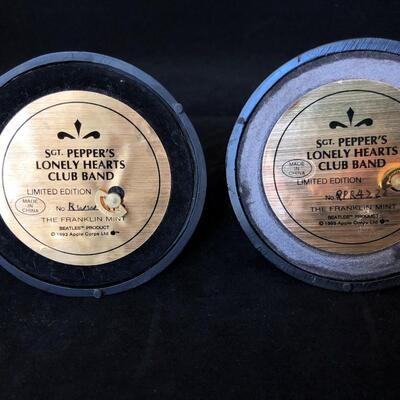 SGT. PEPPER'S
LONELY HEARTS
CLUB BAND
LIMITED EDITION
MADE
IN
CHINA
No.
THE FRANKLIN MINT
BEATLES™ PRODUCT
© 1993 Apple Corps Ltd
SGT. PEPPER'S
LONELY HEARTS
CLUB BAND
MADE
IN
CHINA
LIMITED EDITION
No.
THE FRANKLIN MINT
BEATLES™ PRODUCT
© 1993 Apple Corps Ltd